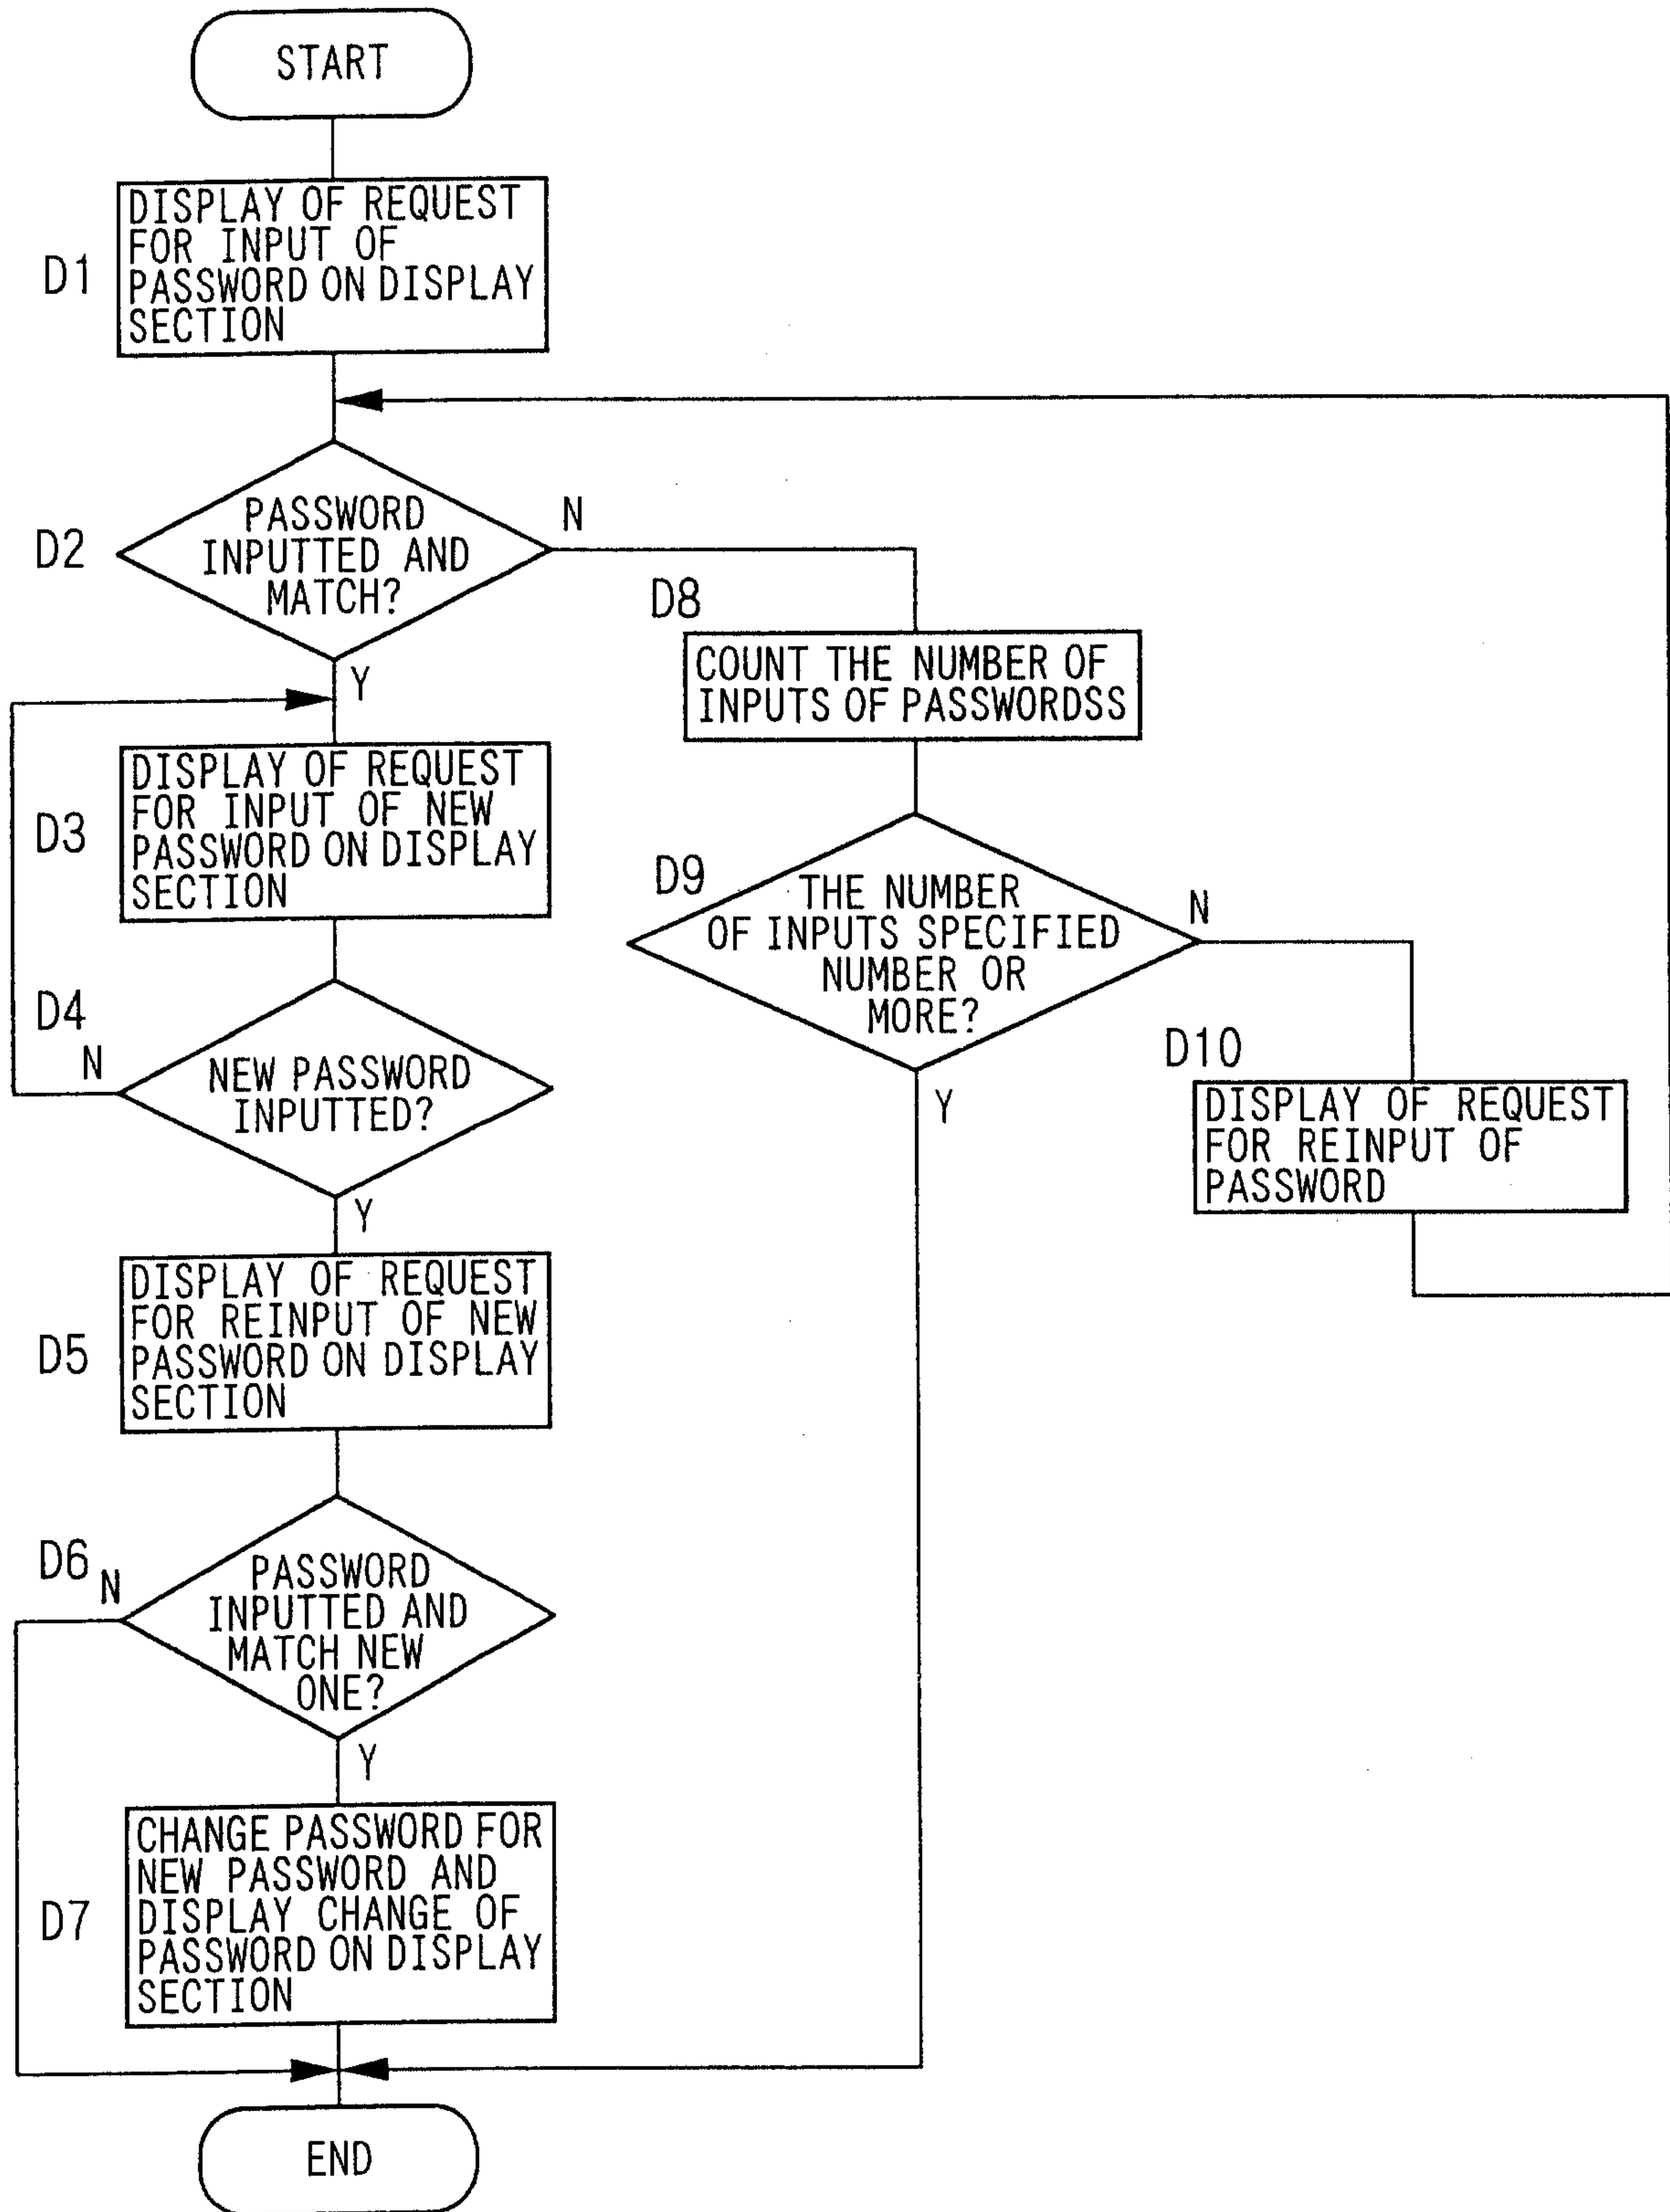 START
D1
DISPLAY OF REQUEST
FOR INPUT OF
PASSWORD ON DISPLAY
SECTION
D2
PASSWORD
INPUTTED AND
MATCH?
N
Y
D3
DISPLAY OF REQUEST
FOR INPUT OF NEW
PASSWORD ON DISPLAY
SECTION
D4
N
NEW PASSWORD
INPUTTED?
Y
D5
DISPLAY OF REQUEST
FOR REINPUT OF NEW
PASSWORD ON DISPLAY
SECTION
D6
N
PASSWORD
INPUTTED AND
MATCH NEW
ONE?
Y
D7
CHANGE PASSWORD FOR
NEW PASSWORD AND
DISPLAY CHANGE OF
PASSWORD ON DISPLAY
SECTION
END
D8
COUNT THE NUMBER OF
INPUTS OF PASSWORDSS
D9
THE NUMBER
OF INPUTS SPECIFIED
NUMBER OR
MORE?
N
Y
D10
DISPLAY OF REQUEST
FOR REINPUT OF
PASSWORD